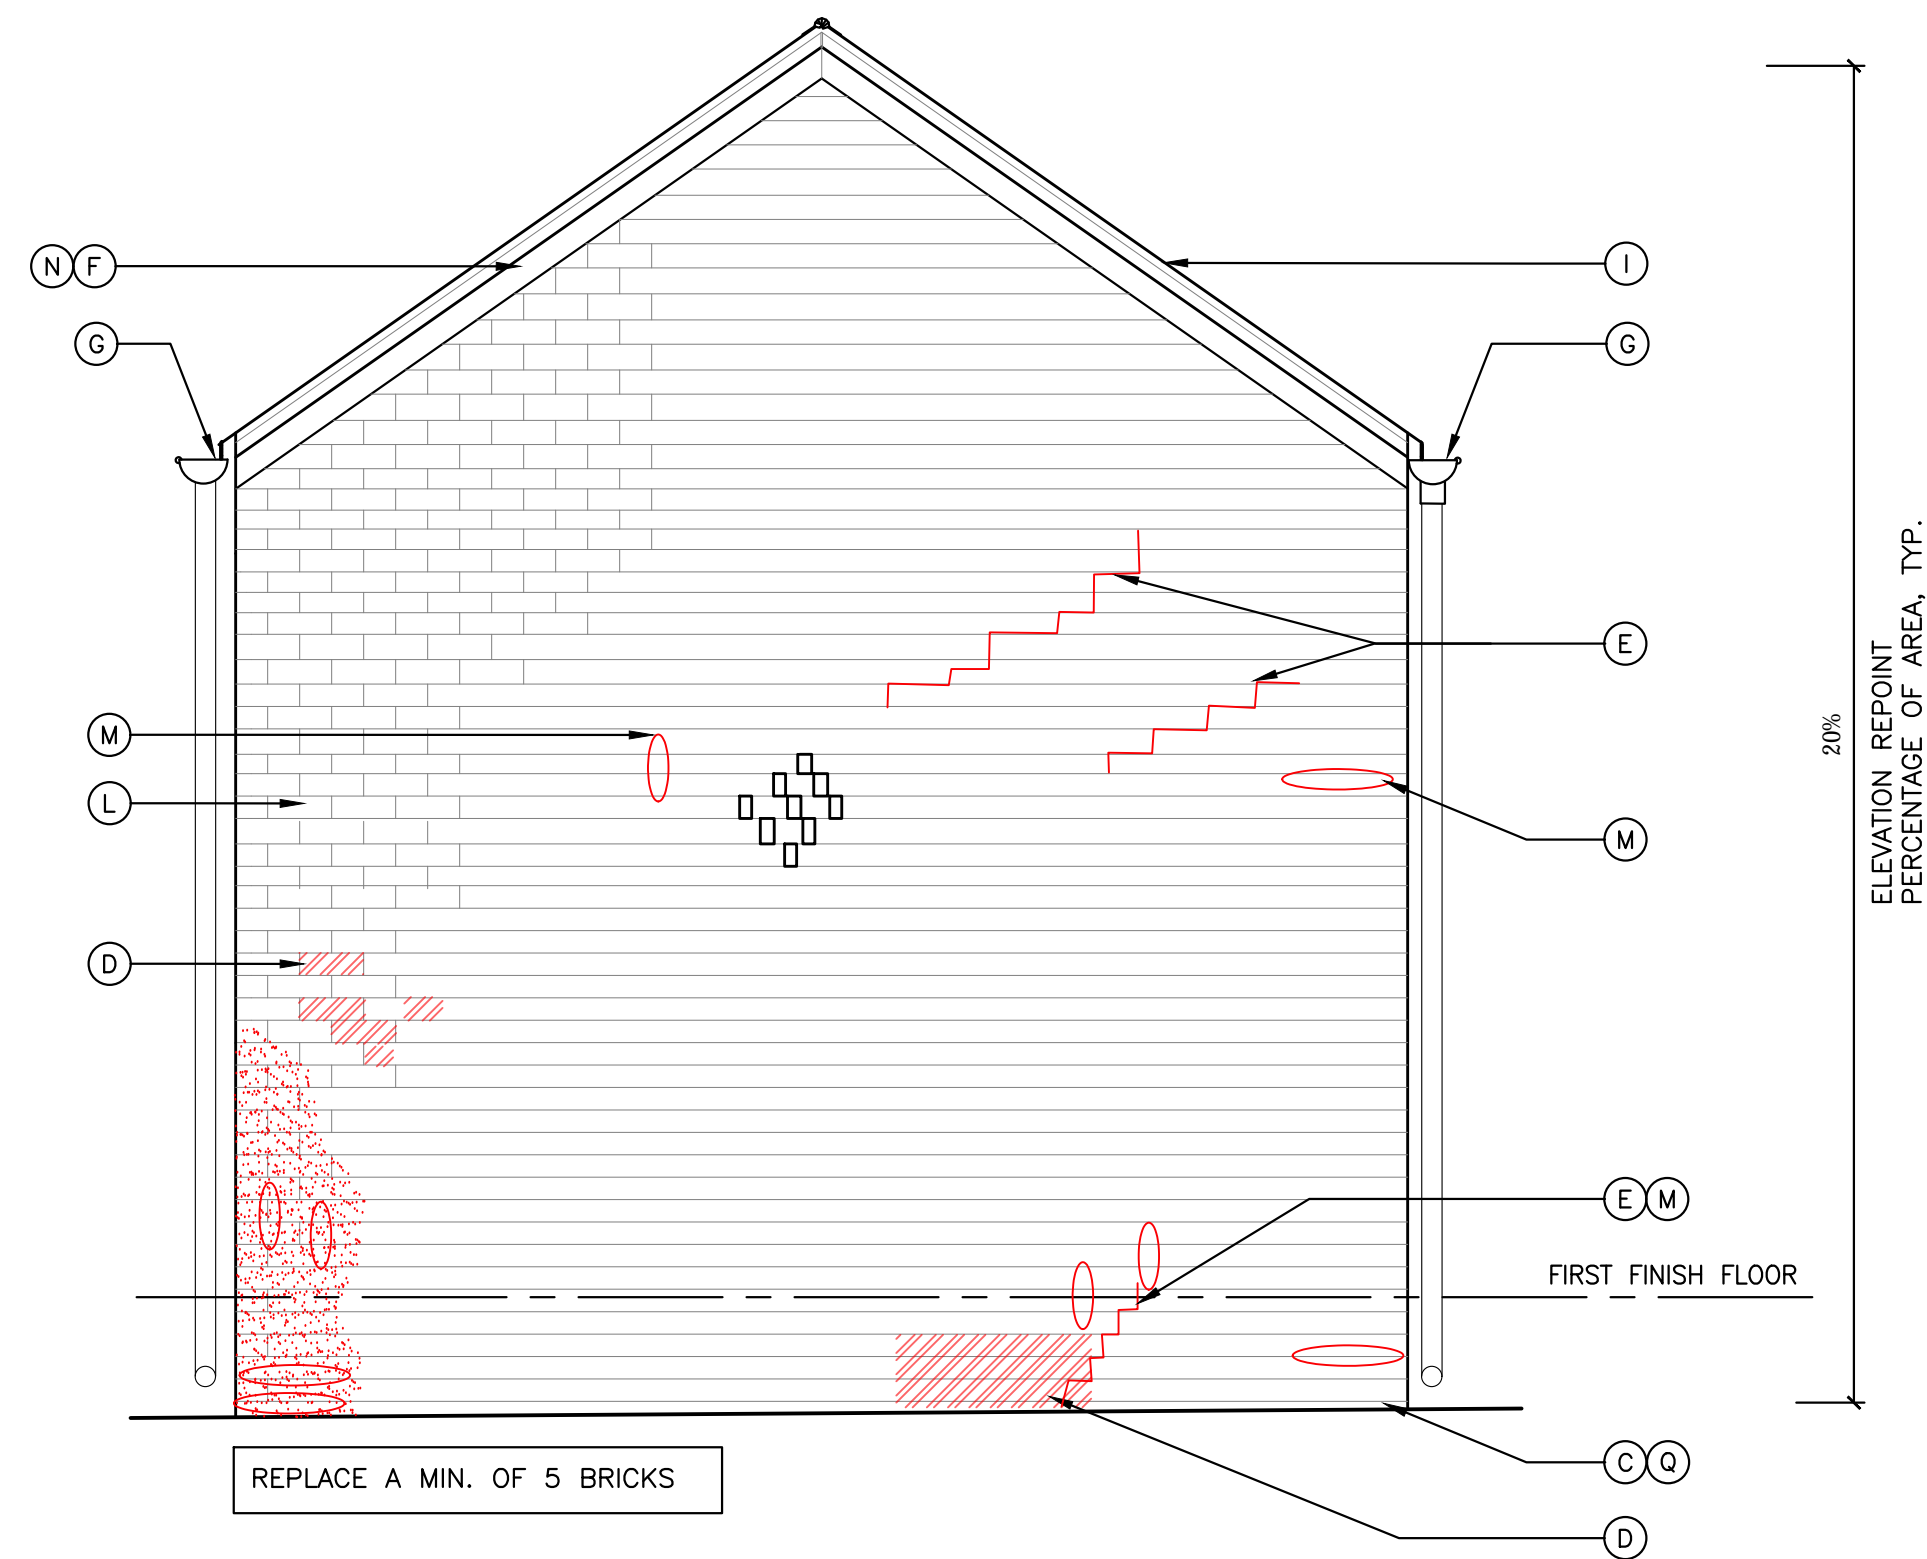 N F
I
G
G
E
M
L
M
D
20%
ELEVATION REPOINT
PERCENTAGE OF AREA, TYP.
E M
FIRST FINISH FLOOR
C Q
REPLACE A MIN. OF 5 BRICKS
D